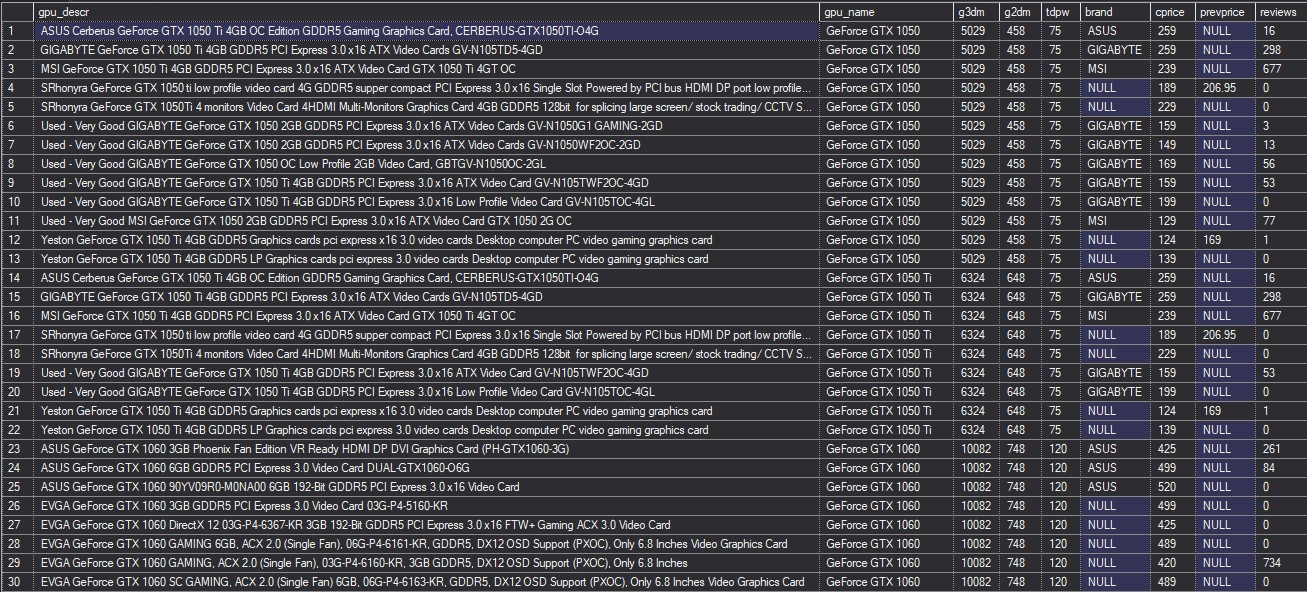 gpu_descr gpu_name g3dm g2dm tdpw brand cprice prevprice reviews
1 ASUS Cerberus GeForce GTX 1050 Ti 4GB OC Edition GDDR5 Gaming Graphics Card, CERBERUS-GTX1050TI-O4G GeForce GTX 1050 5029 458 75 ASUS 259 NULL 16
2 GIGABYTE GeForce GTX 1050 Ti 4GB GDDR5 PCI Express 3.0 x16 ATX Video Cards GV-N105TD5-4GD GeForce GTX 1050 5029 458 75 GIGABYTE 259 NULL 298
3 MSI GeForce GTX 1050 Ti 4GB GDDR5 PCI Express 3.0 x16 ATX Video Card GTX 1050 Ti 4GT OC GeForce GTX 1050 5029 458 75 MSI 239 NULL 677
4 SRhonyra GeForce GTX 1050ti low profile video card 4G GDDR5 supper compact PCI Express 3.0 x16 Single Slot Powered by PCI bus HDMI DP port low profile... GeForce GTX 1050 5029 458 75 NULL 189 206.95 0
5 SRhonyra GeForce GTX 1050Ti 4 monitors Video Card 4HDMI Multi-Monitors Graphics Card 4GB GDDR5 128bit for splicing large screen/ stock trading/ CCTV S... GeForce GTX 1050 5029 458 75 NULL 229 NULL 0
6 Used - Very Good GIGABYTE GeForce GTX 1050 2GB GDDR5 PCI Express 3.0 x16 ATX Video Cards GV-N1050G1 GAMING-2GD GeForce GTX 1050 5029 458 75 GIGABYTE 159 NULL 3
7 Used - Very Good GIGABYTE GeForce GTX 1050 2GB GDDR5 PCI Express 3.0 x16 ATX Video Cards GV-N1050WF2OC-2GD GeForce GTX 1050 5029 458 75 GIGABYTE 149 NULL 13
8 Used - Very Good GIGABYTE GeForce GTX 1050 OC Low Profile 2GB Video Card, GBTGV-N1050OC-2GL GeForce GTX 1050 5029 458 75 GIGABYTE 169 NULL 56
9 Used - Very Good GIGABYTE GeForce GTX 1050 Ti 4GB GDDR5 PCI Express 3.0 x16 ATX Video Card GV-N105TWF2OC-4GD GeForce GTX 1050 5029 458 75 GIGABYTE 159 NULL 53
10 Used - Very Good GIGABYTE GeForce GTX 1050 Ti 4GB GDDR5 PCI Express 3.0 x16 Low Profile Video Card GV-N105TOC-4GL GeForce GTX 1050 5029 458 75 GIGABYTE 199 NULL 0
11 Used - Very Good MSI GeForce GTX 1050 2GB GDDR5 PCI Express 3.0 x16 ATX Video Card GTX 1050 2G OC GeForce GTX 1050 5029 458 75 MSI 129 NULL 77
12 Yeston GeForce GTX 1050 Ti 4GB GDDR5 Graphics cards pci express x16 3.0 video cards Desktop computer PC video gaming graphics card GeForce GTX 1050 5029 458 75 NULL 124 169 1
13 Yeston GeForce GTX 1050 Ti 4GB GDDR5 LP Graphics cards pci express 3.0 video cards Desktop computer PC video gaming graphics card GeForce GTX 1050 5029 458 75 NULL 139 NULL 0
14 ASUS Cerberus GeForce GTX 1050 Ti 4GB OC Edition GDDR5 Gaming Graphics Card, CERBERUS-GTX1050TI-O4G GeForce GTX 1050 Ti 6324 648 75 ASUS 259 NULL 16
15 GIGABYTE GeForce GTX 1050 Ti 4GB GDDR5 PCI Express 3.0 x16 ATX Video Cards GV-N105TD5-4GD GeForce GTX 1050 Ti 6324 648 75 GIGABYTE 259 NULL 298
16 MSI GeForce GTX 1050 Ti 4GB GDDR5 PCI Express 3.0 x16 ATX Video Card GTX 1050 Ti 4GT OC GeForce GTX 1050 Ti 6324 648 75 MSI 239 NULL 677
17 SRhonyra GeForce GTX 1050ti low profile video card 4G GDDR5 supper compact PCI Express 3.0 x16 Single Slot Powered by PCI bus HDMI DP port low profile... GeForce GTX 1050 Ti 6324 648 75 NULL 189 206.95 0
18 SRhonyra GeForce GTX 1050Ti 4 monitors Video Card 4HDMI Multi-Monitors Graphics Card 4GB GDDR5 128bit for splicing large screen/ stock trading/ CCTV S... GeForce GTX 1050 Ti 6324 648 75 NULL 229 NULL 0
19 Used - Very Good GIGABYTE GeForce GTX 1050 Ti 4GB GDDR5 PCI Express 3.0 x16 ATX Video Card GV-N105TWF2OC-4GD GeForce GTX 1050 Ti 6324 648 75 GIGABYTE 159 NULL 53
20 Used - Very Good GIGABYTE GeForce GTX 1050 Ti 4GB GDDR5 PCI Express 3.0 x16 Low Profile Video Card GV-N105TOC-4GL GeForce GTX 1050 Ti 6324 648 75 GIGABYTE 199 NULL 0
21 Yeston GeForce GTX 1050 Ti 4GB GDDR5 Graphics cards pci express x16 3.0 video cards Desktop computer PC video gaming graphics card GeForce GTX 1050 Ti 6324 648 75 NULL 124 169 1
22 Yeston GeForce GTX 1050 Ti 4GB GDDR5 LP Graphics cards pci express 3.0 video cards Desktop computer PC video gaming graphics card GeForce GTX 1050 Ti 6324 648 75 NULL 139 NULL 0
23 ASUS GeForce GTX 1060 3GB Phoenix Fan Edition VR Ready HDMI DP DVI Graphics Card (PH-GTX1060-3G) GeForce GTX 1060 10082 748 120 ASUS 425 NULL 261
24 ASUS GeForce GTX 1060 6GB GDDR5 PCI Express 3.0 Video Card DUAL-GTX1060-O6G GeForce GTX 1060 10082 748 120 ASUS 499 NULL 84
25 ASUS GeForce GTX 1060 90YV09R0-M0NA00 6GB 192-Bit GDDR5 PCI Express 3.0 x16 Video Card GeForce GTX 1060 10082 748 120 ASUS 520 NULL 0
26 EVGA GeForce GTX 1060 3GB GDDR5 PCI Express 3.0 Graphic Card 03G-P4-5160-KR GeForce GTX 1060 10082 748 120 NULL 499 NULL 0
27 EVGA GeForce GTX 1060 DirectX 12 03G-P4-6367-KR 3GB 192-Bit GDDR5 PCI Express 3.0 x16 FTW+ Gaming ACX 3.0 Video Card GeForce GTX 1060 10082 748 120 NULL 425 NULL 0
28 EVGA GeForce GTX 1060 GAMING 6GB, ACX 2.0 (Single Fan), 06G-P4-6161-KR, GDDR5, DX12 OSD Support (PXOC), Only 6.8 Inches Video Graphics Card GeForce GTX 1060 10082 748 120 NULL 489 NULL 0
29 EVGA GeForce GTX 1060 GAMING, ACX 2.0 (Single Fan), 03G-P4-6160-KR, 3GB GDDR5, DX12 OSD Support (PXOC), Only 6.8 Inches GeForce GTX 1060 10082 748 120 NULL 420 NULL 734
30 EVGA GeForce GTX 1060 SC GAMING, ACX 2.0 (Single Fan) 6GB, 06G-P4-6163-KR, GDDR5, DX12 OSD Support (PXOC), Only 6.8 Inches Video Graphics Card GeForce GTX 1060 10082 748 120 NULL 489 NULL 0